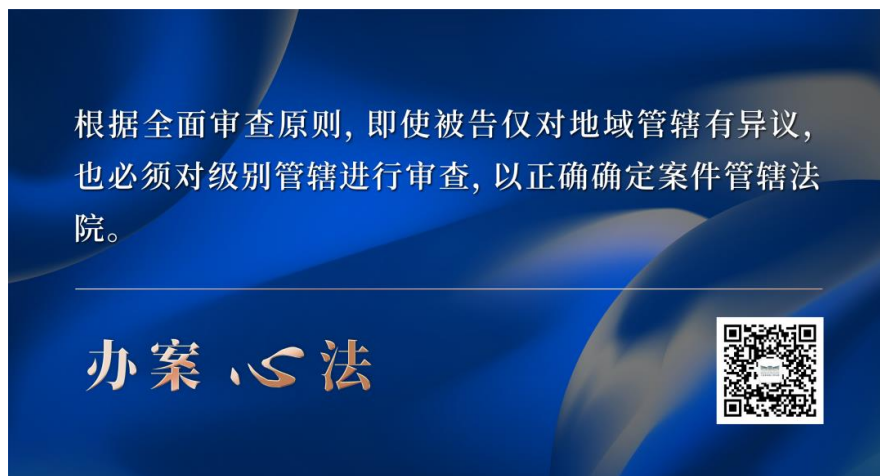 根据全面审查原则, 即使被告仅对地域管辖有异议,
也必须对级别管辖进行审查, 以正确确定案件管辖法
院。
办案心法